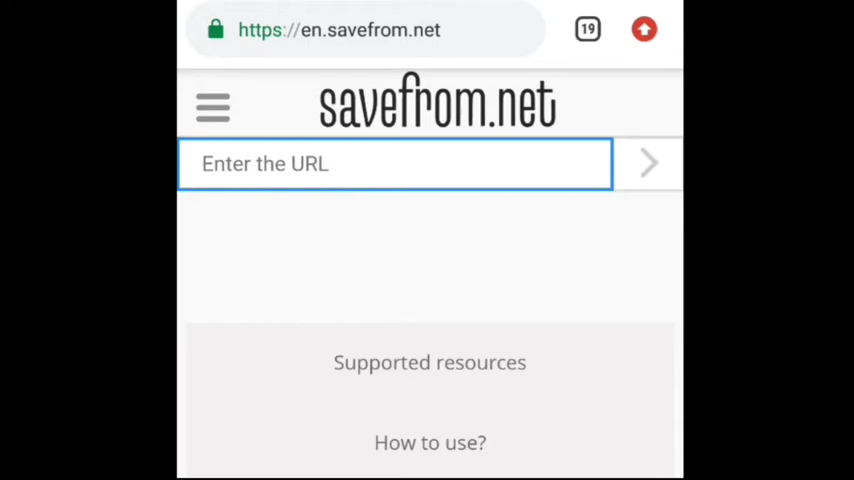 https://en.savefrom.net
19
savefrom.net
Enter the URL
Supported resources
How to use?